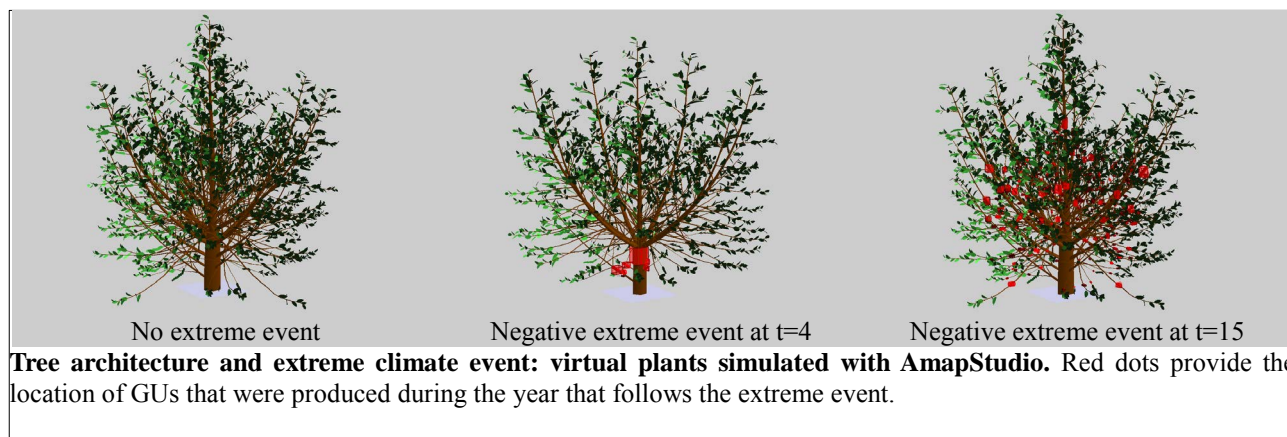 No extreme event
Negative extreme event at t=4
Negative extreme event at t=15
Tree architecture and extreme climate event: virtual plants simulated with AmapStudio. Red dots provide the
location of GUs that were produced during the year that follows the extreme event.